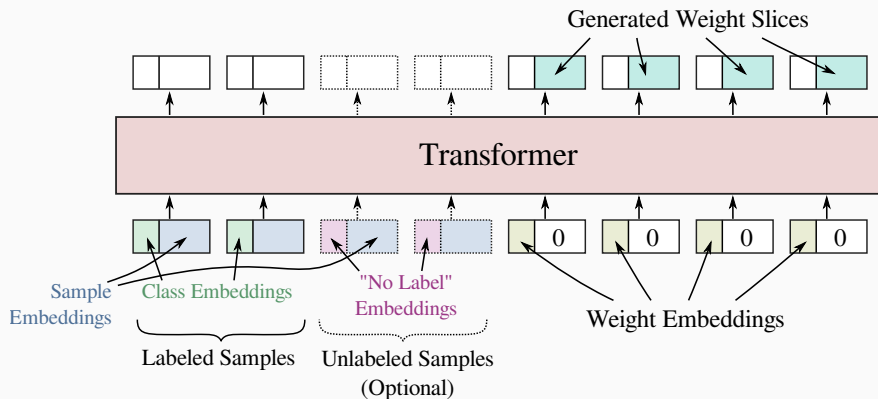 Generated Weight Slices
Transformer
0 0 0 0
Sample
Embeddings
Class Embeddings
"No Label"
Embeddings
Weight Embeddings
Labeled Samples
Unlabeled Samples
(Optional)